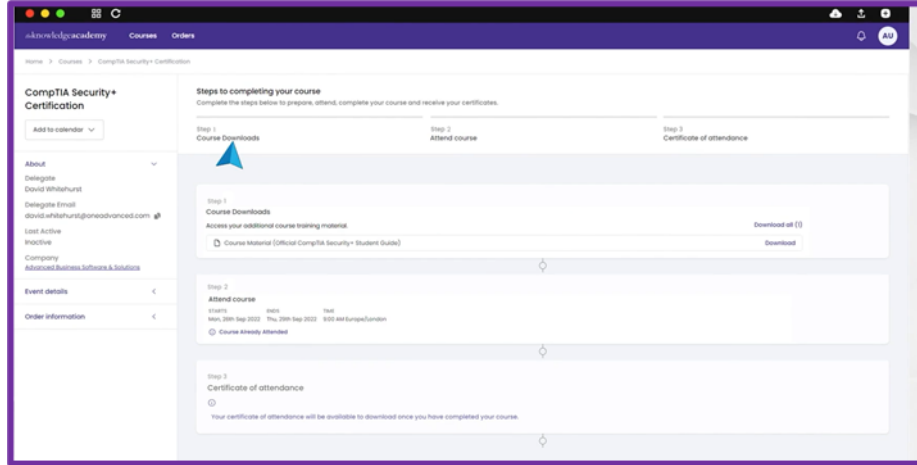 theknowledgeacademy Courses Orders
AU
Home > Courses > CompTIA Security+ Certification
CompTIA Security+
Certification
Add to calendar
About
Delegate
David Whitehurst
Delegate Email
david.whitehurst@oneadvanced.com
Last Active
Inactive
Company
Advanced Business Software & Solutions
Event details
Order information
Steps to completing your course
Complete the steps below to prepare, attend, complete your course and receive your certificates.
Step 1 Step 2 Step 3
Course Downloads Attend course Certificate of attendance
Step 1
Course Downloads
Access your additional course training material. Download all (1)
Course Material (Official CompTIA Security+ Student Guide) Download
Step 2
Attend course
STARTS ENDS TIME
Mon, 26th Sep 2022 Thu, 29th Sep 2022 9:00 AM Europe/London
Course Already Attended
Step 3
Certificate of attendance
Your certificate of attendance will be available to download once you have completed your course.